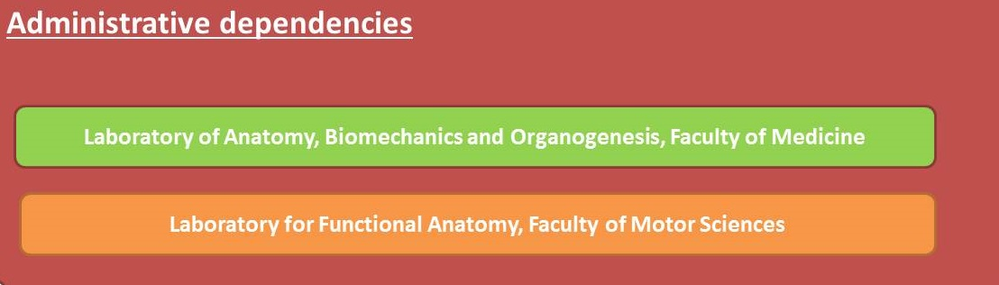 Administrative dependencies
Laboratory of Anatomy, Biomechanics and Organogenesis, Faculty of Medicine
Laboratory for Functional Anatomy, Faculty of Motor Sciences